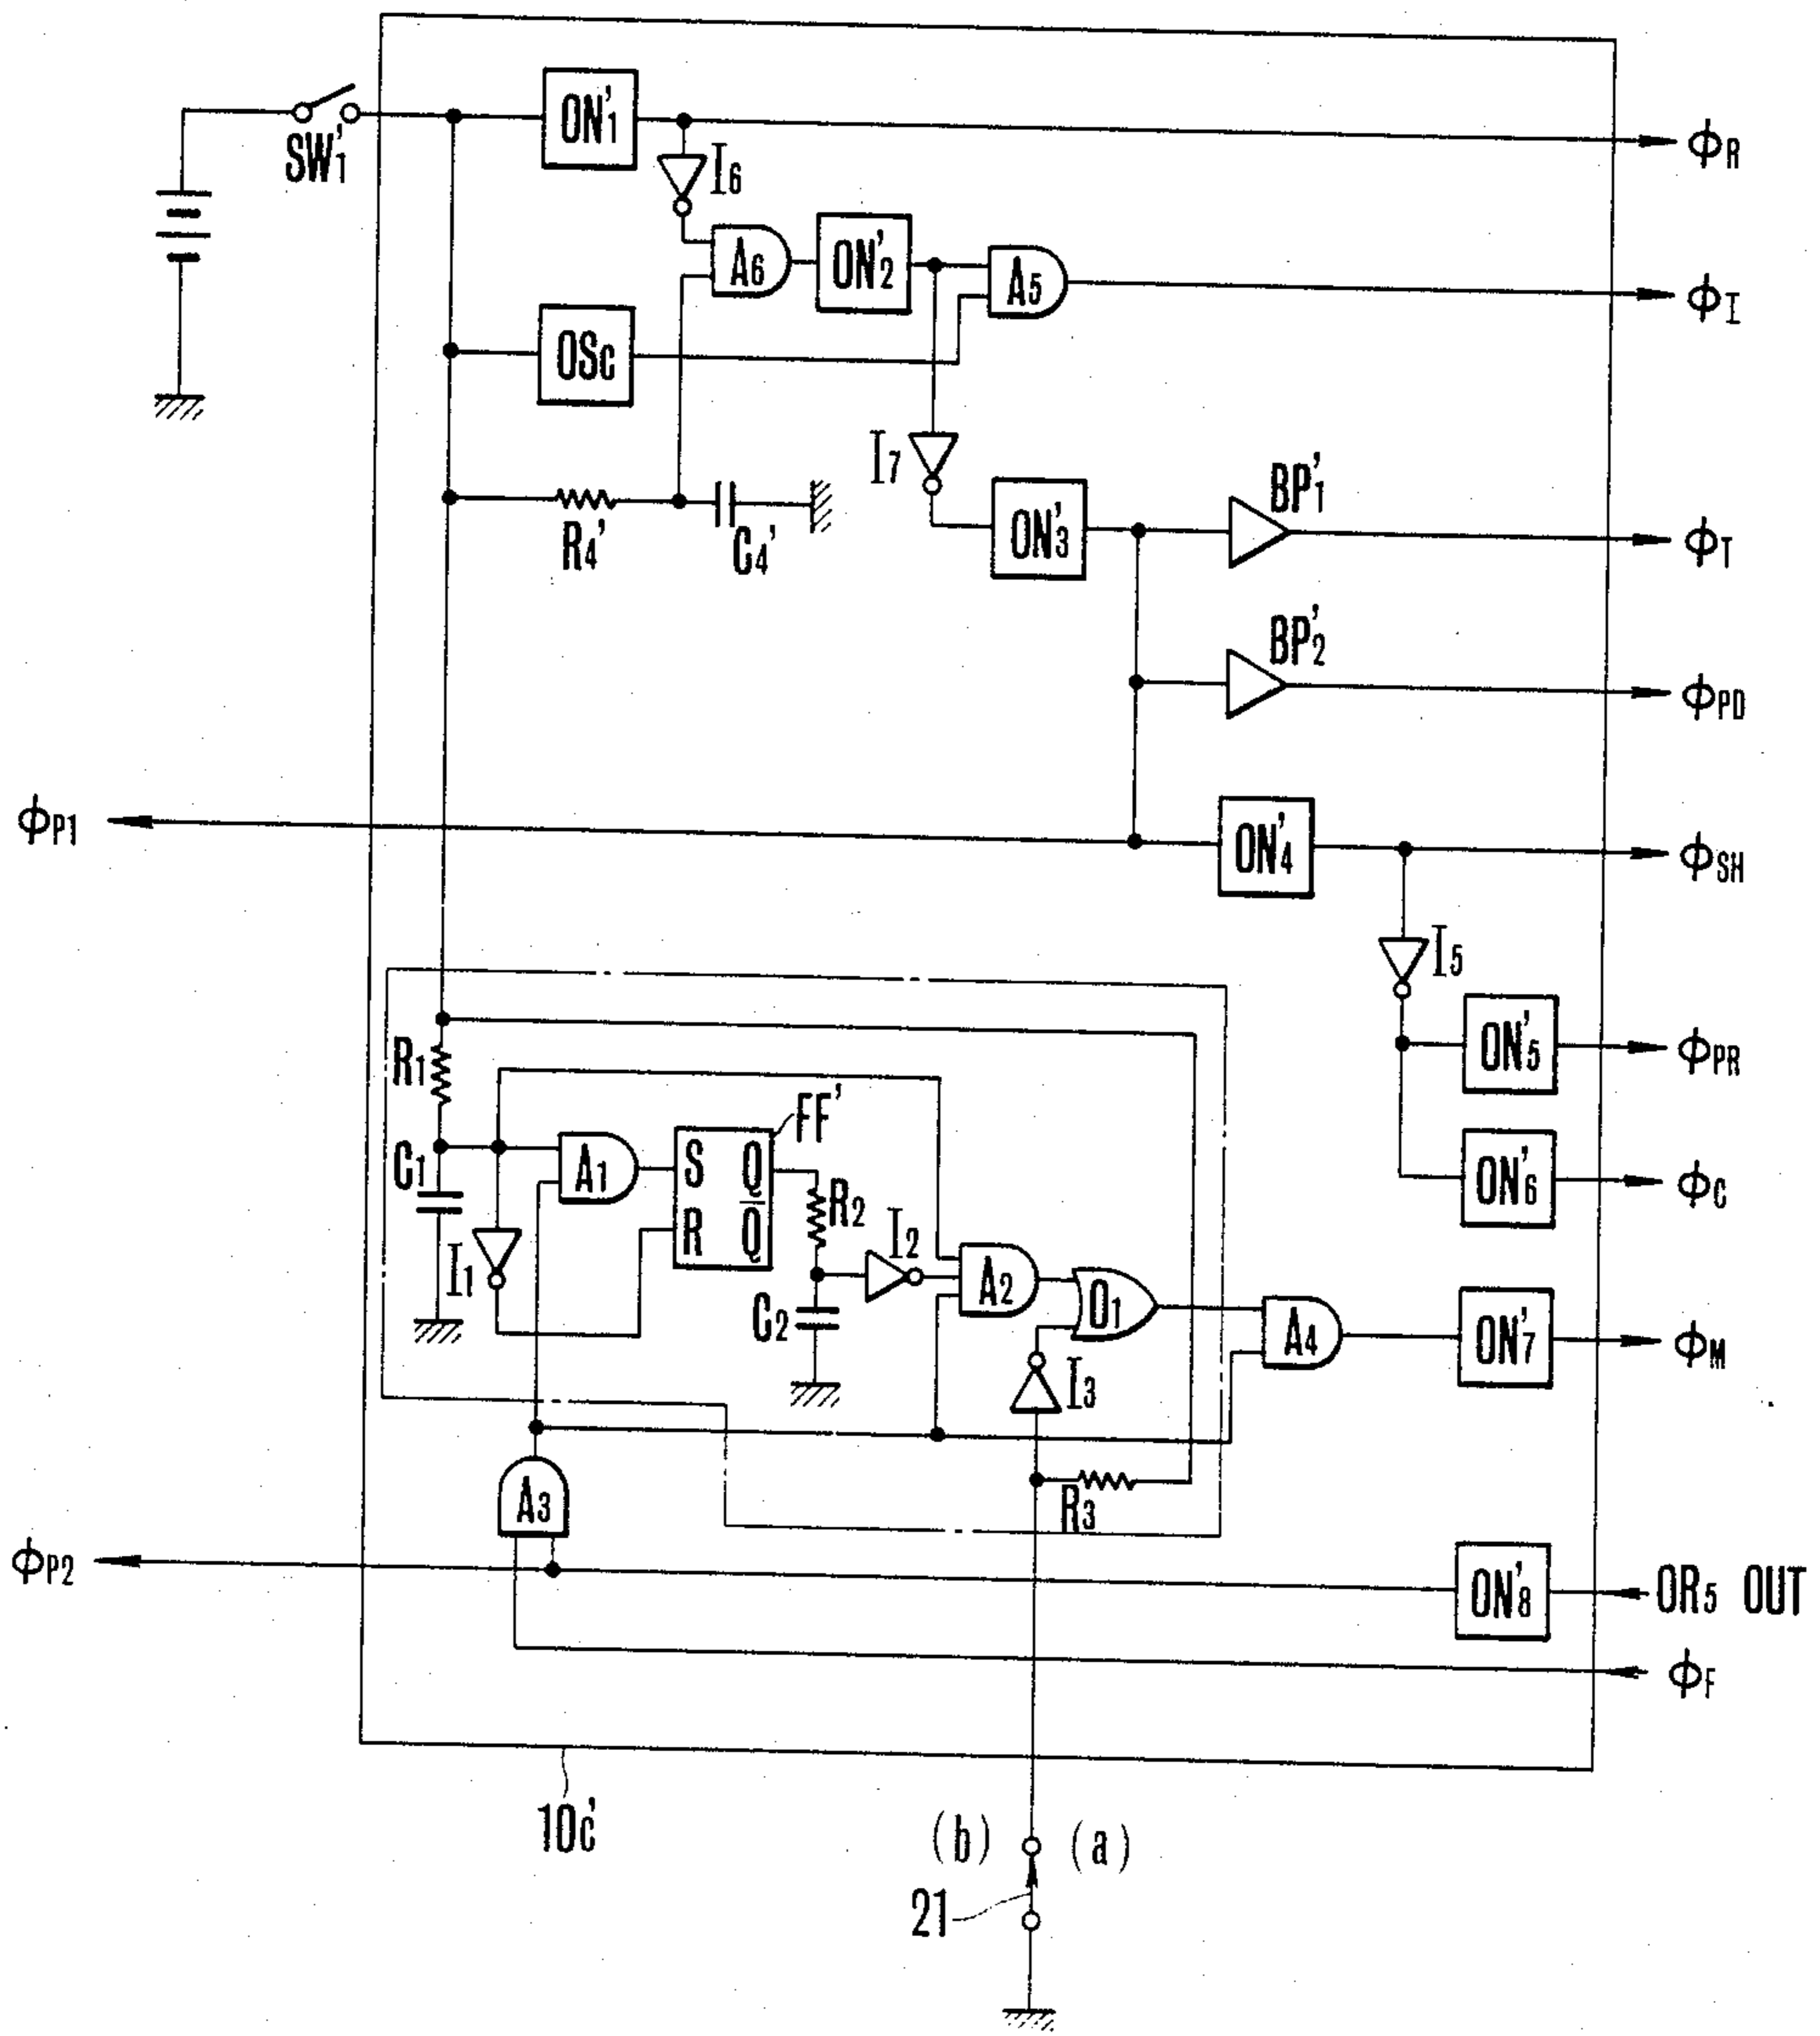 SW'1
ON'1
ϕR
I6
A6
ON'2
A5
ϕI
OSC
I7
R4'
C4'
ON'3
BP'1
ϕT
BP'2
ϕPD
ϕP1
ON'4
ϕSH
I5
ON'5
ϕPR
R1
FF'
C1
A1
S Q
R Q̅
R2
I2
ON'6
ϕC
I1
C2
A2
O1
A4
ON'7
ϕM
I3
A3
R3
ϕP2
ON'8
OR5 OUT
ϕF
10c'
(b) (a)
21